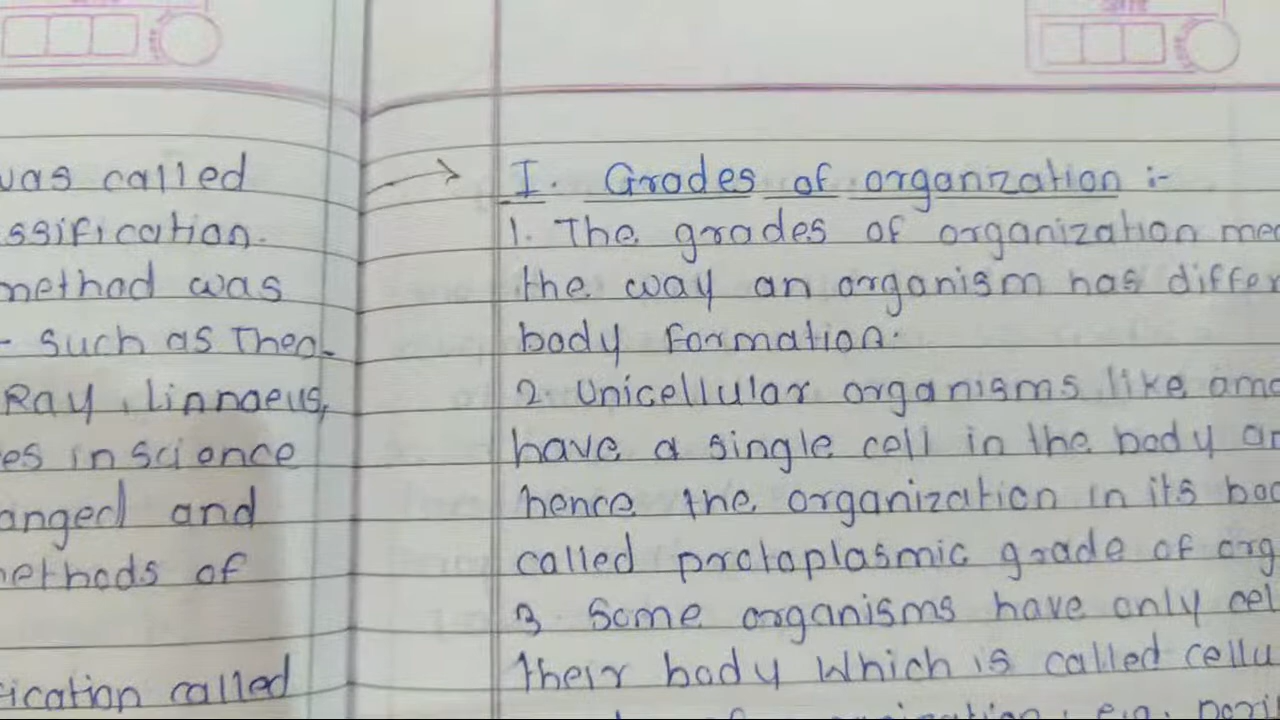 was called
ssification.
method was
- such as Theo-
Ray, Linnaeus,
es in science
anged and
methods of
ication called
→ I. Grades of organization :-
1. The grades of organization mea
the way an organism has differ
body formation.
2. Unicellular organisms like amo
have a single cell in the body an
hence the organization in its bod
called protoplasmic grade of org
3 Some organisms have only cel
their body which is called cellu
e.g. pori